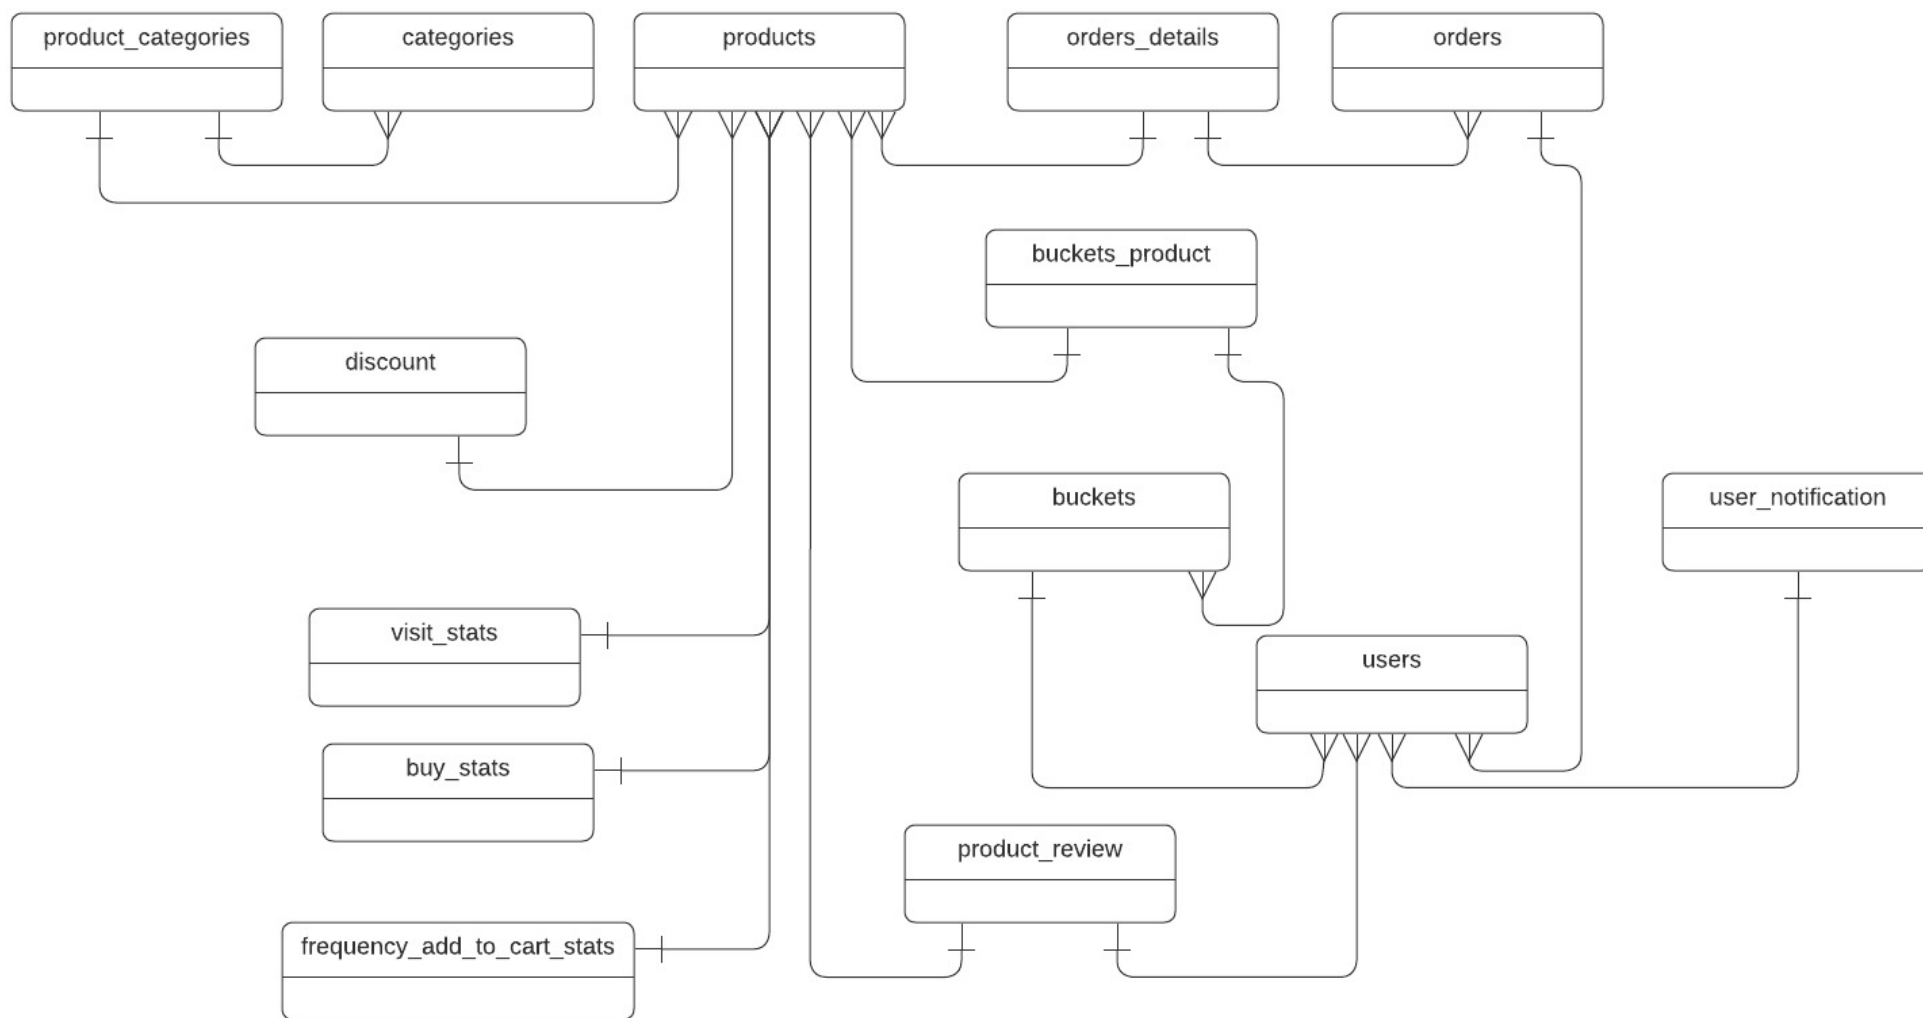 product_categories
categories
products
orders_details
orders
buckets_product
discount
buckets
user_notification
visit_stats
users
buy_stats
product_review
frequency_add_to_cart_stats